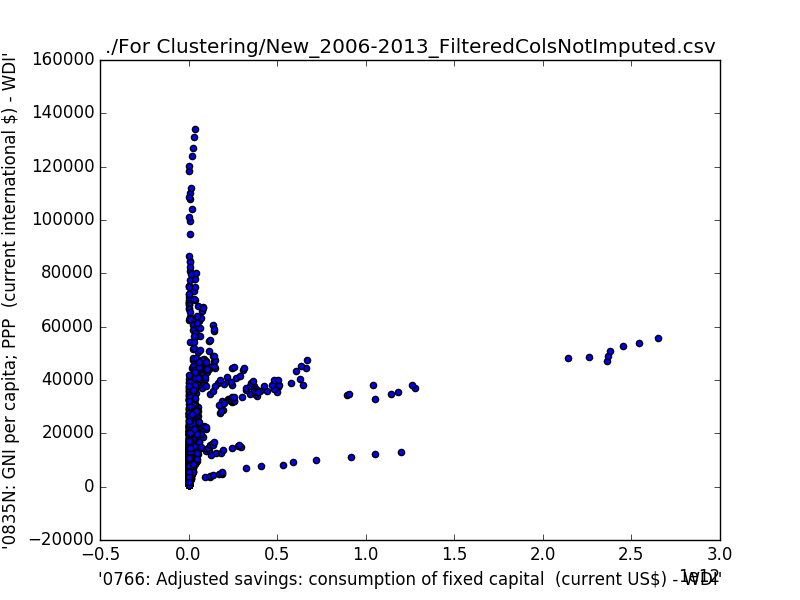 ./For Clustering/New_2006-2013_FilteredColsNotImputed.csv
160000
140000
120000
100000
80000
60000
40000
20000
0
−20000
'0835N: GNI per capita; PPP (current international $) - WDI'
−0.5 0.0 0.5 1.0 1.5 2.0 2.5 3.0
1e12
'0766: Adjusted savings: consumption of fixed capital (current US$) - WDI'